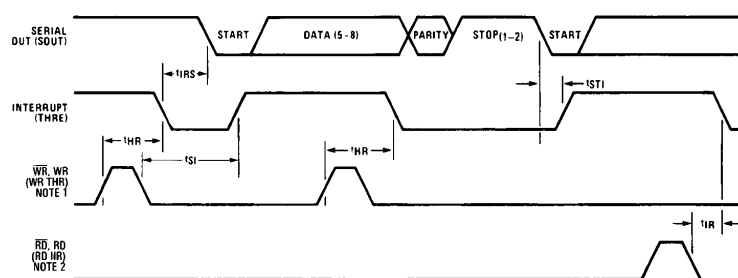 SERIAL
OUT (SOUT)
START
DATA (5-8)
PARITY
STOP(1-2)
START
tIRS
tSTI
INTERRUPT
(THRE)
tHR
tSI
tHR
WR, WR
(WR THR)
NOTE 1
tIR
RD, RD
(RD IIR)
NOTE 2